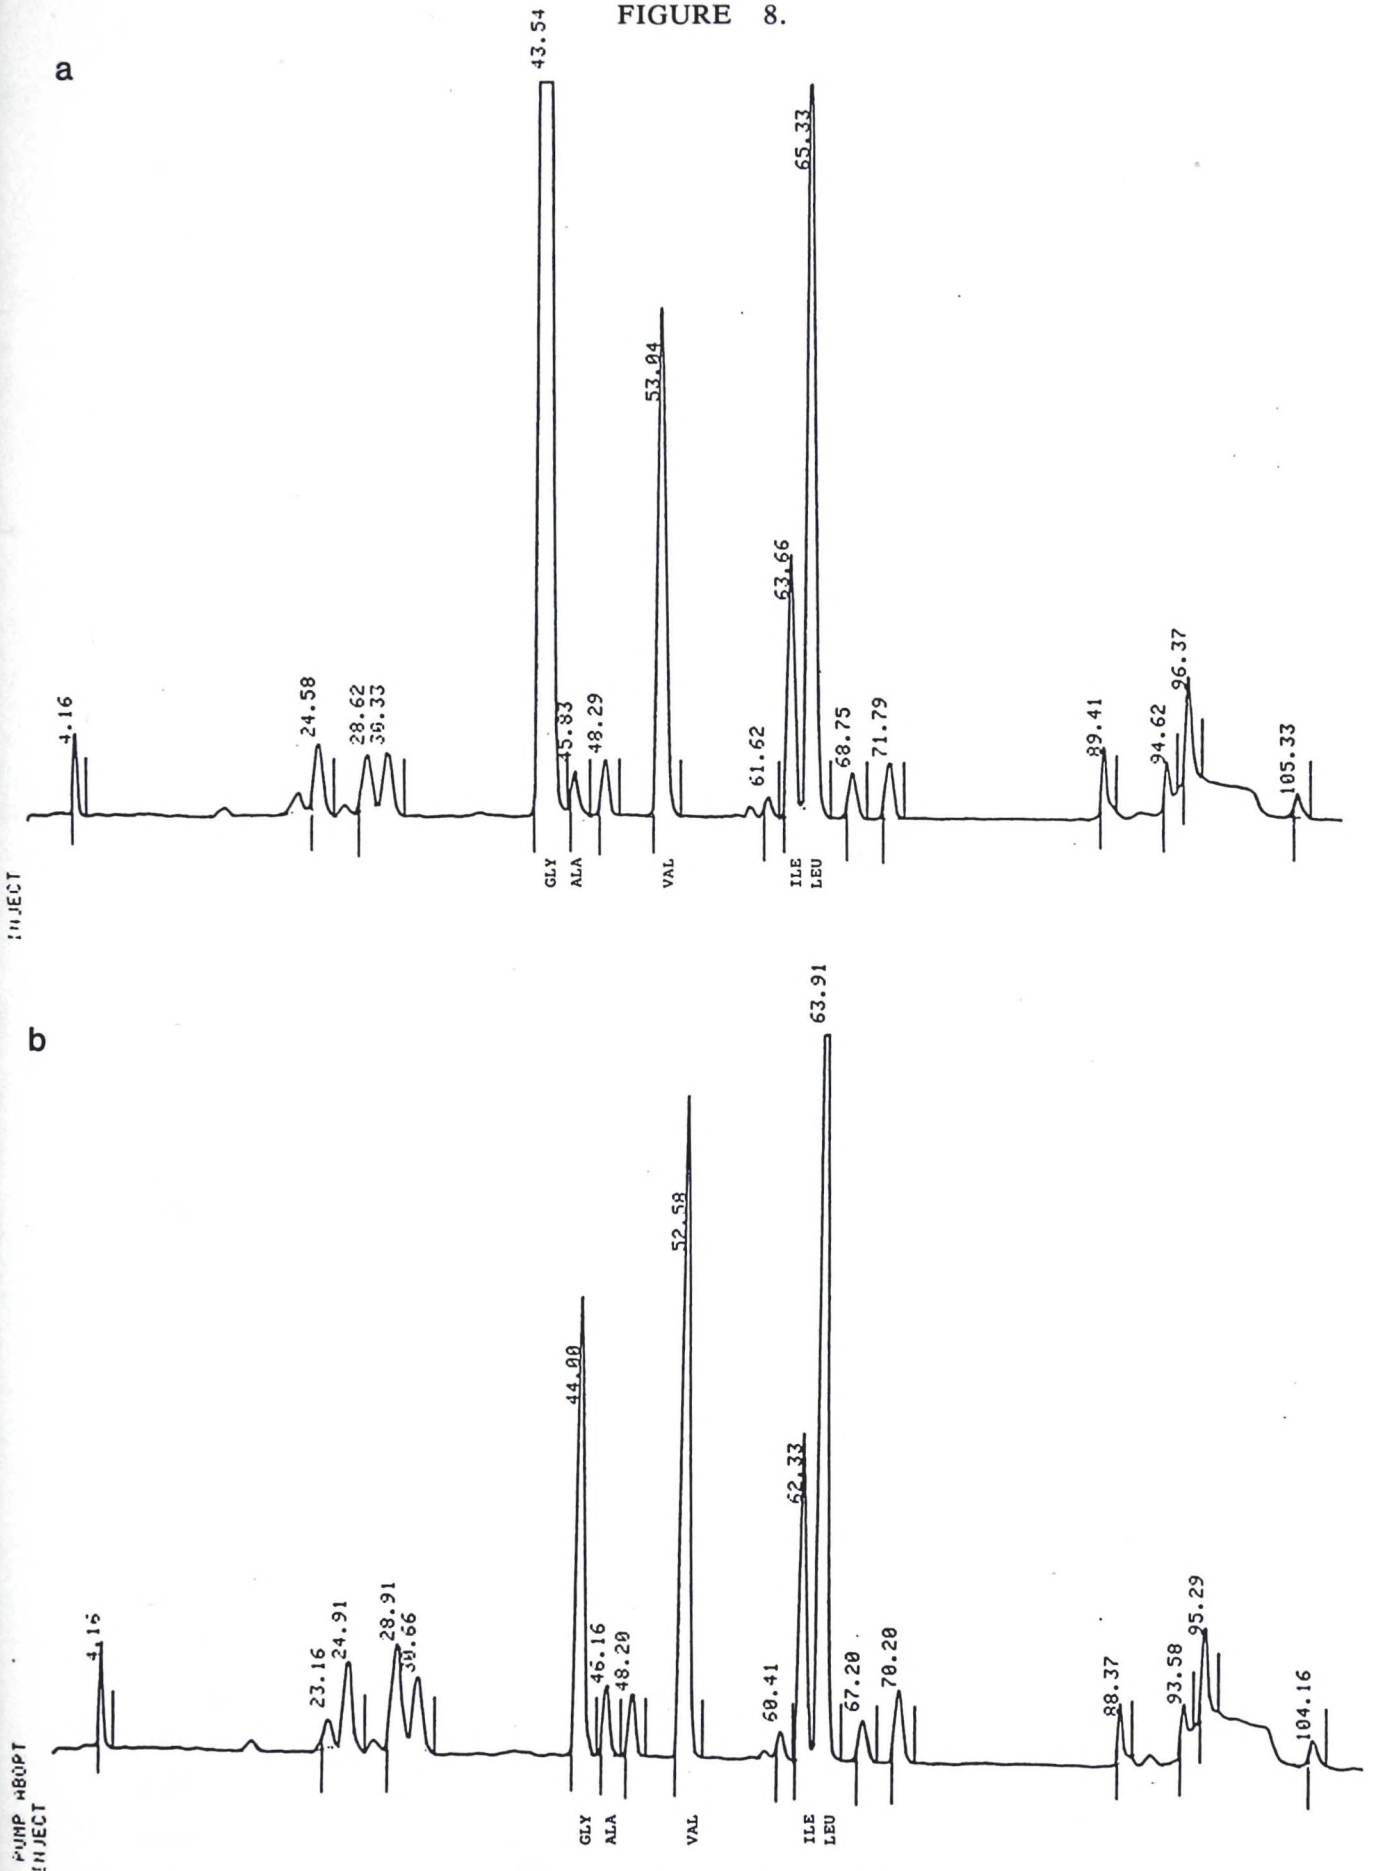 FIGURE 8.
a
4.16
24.58
28.62
30.33
43.54
45.83
48.29
53.04
61.62
63.66
65.33
68.75
71.79
89.41
94.62
96.37
105.33
GLY
ALA
VAL
ILE
LEU
INJECT
b
4.16
23.16
24.91
28.91
30.66
44.00
46.16
48.20
52.58
60.41
62.33
63.91
67.20
70.20
88.37
93.58
95.29
104.16
GLY
ALA
VAL
ILE
LEU
PUMP ABORT
INJECT